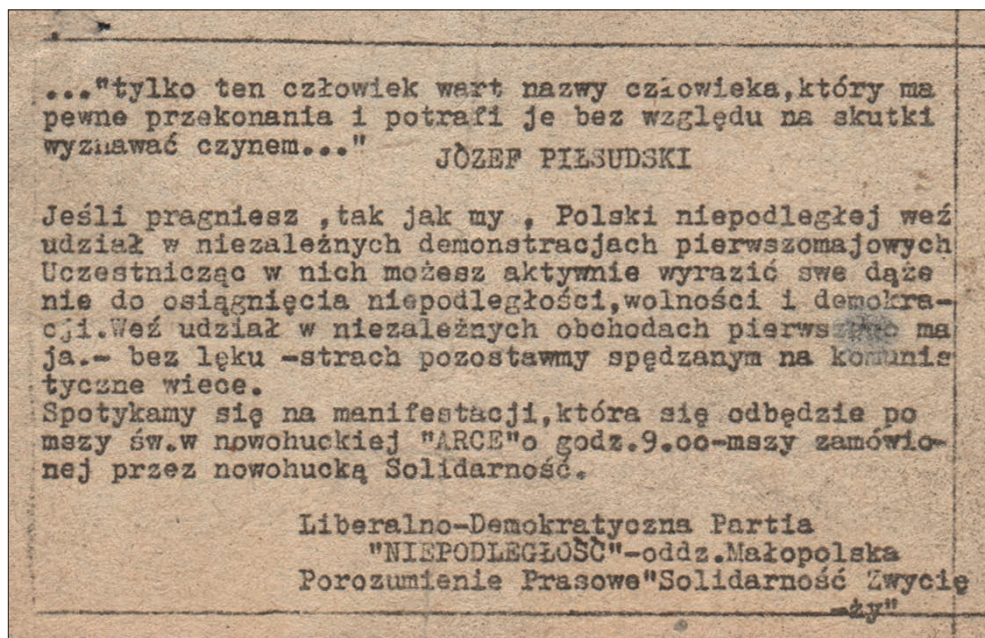 ..."tylko ten człowiek wart nazwy człowieka,który ma
pewne przekonania i potrafi je bez względu na skutki
wyznawać czynem..."
JÓZEF PIŁSUDSKI
Jeśli pragniesz ,tak jak my , Polski niepodległej weź
udział w niezależnych demonstracjach pierwszomajowych
Uczestnicząc w nich możesz aktywnie wyrazić swe dąże
nie do osiągnięcia niepodległości,wolności i demokra-
cji.Weź udział w niezależnych obchodach pierwszego ma
ja.- bez lęku -strach pozostawmy spędzanym na komunis
tyczne wiece.
Spotykamy się na manifestacji,która się odbędzie po
mszy św.w nowohuckiej "ARCE"o godz.9.oo-mszy zamówio-
nej przez nowohucką Solidarność.
Liberalno-Demokratyczna Partia
"NIEPODLEGŁOŚĆ"-oddz.Małopolska
Porozumienie Prasowe"Solidarność Zwycię
-ży"